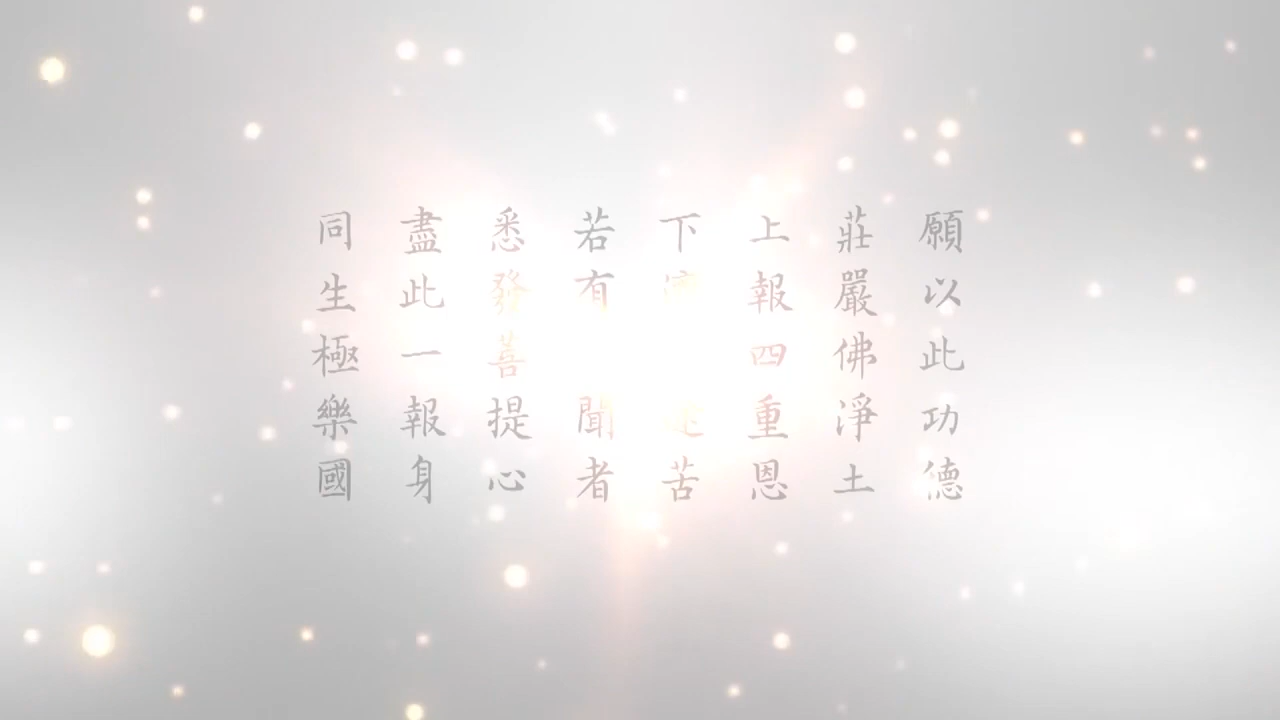 願以此功德
莊嚴佛淨土
上報四重恩
下苦
若有聞者
悉發菩提心
盡此一報身
同生極樂國